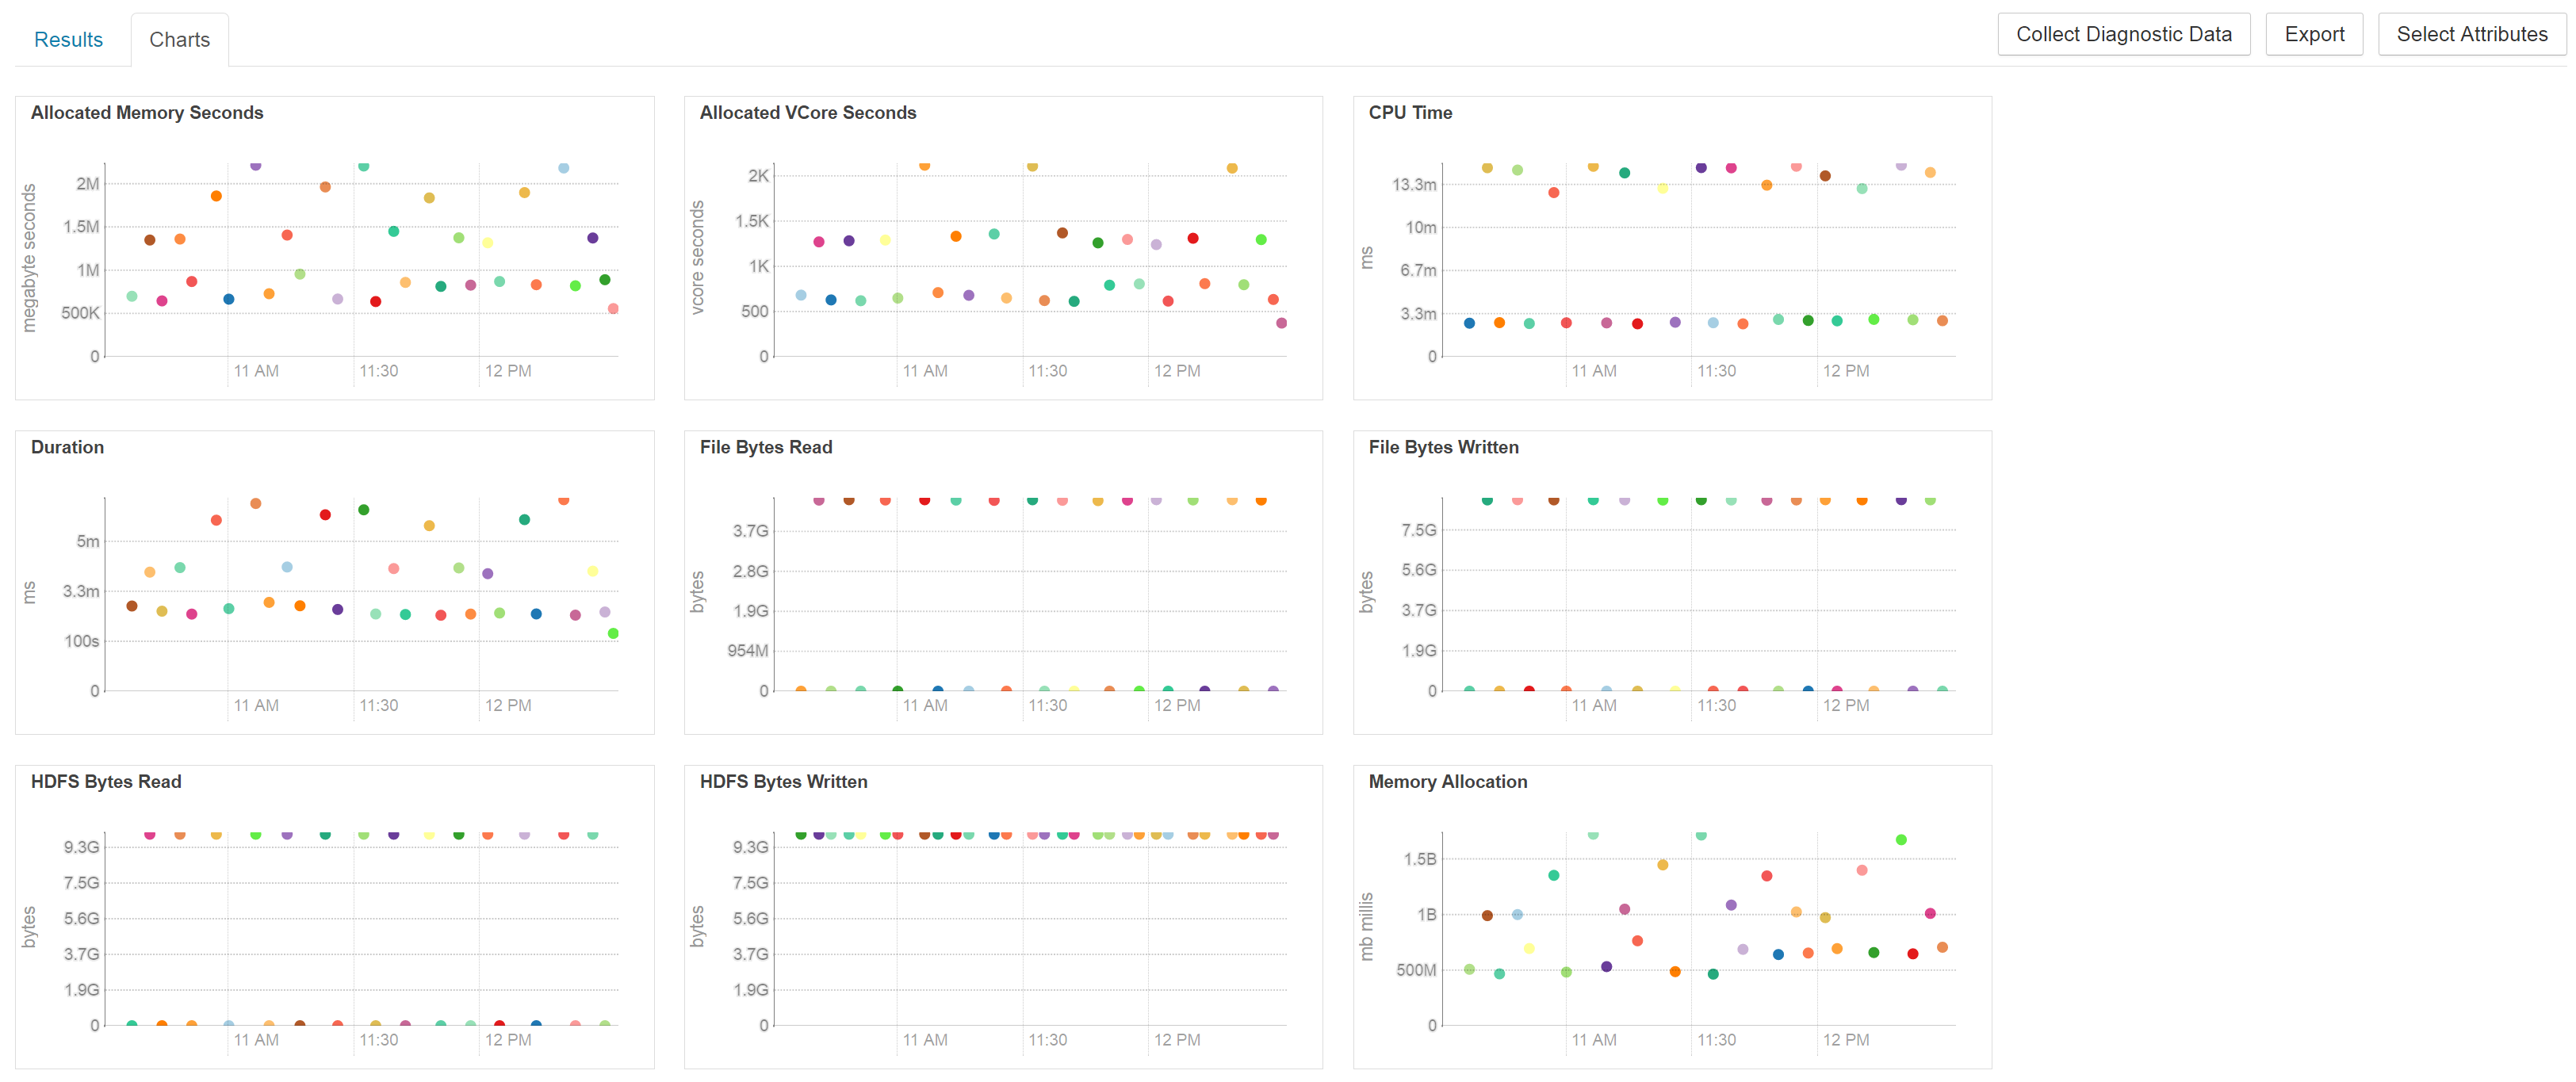 Results
Charts
Collect Diagnostic Data
Export
Select Attributes
Allocated Memory Seconds
megabyte seconds
2M
1.5M
1M
500K
0
11 AM
11:30
12 PM
Allocated VCore Seconds
vcore seconds
2K
1.5K
1K
500
0
11 AM
11:30
12 PM
CPU Time
ms
13.3m
10m
6.7m
3.3m
0
11 AM
11:30
12 PM
Duration
ms
5m
3.3m
100s
0
11 AM
11:30
12 PM
File Bytes Read
bytes
3.7G
2.8G
1.9G
954M
0
11 AM
11:30
12 PM
File Bytes Written
bytes
7.5G
5.6G
3.7G
1.9G
0
11 AM
11:30
12 PM
HDFS Bytes Read
bytes
9.3G
7.5G
5.6G
3.7G
1.9G
0
11 AM
11:30
12 PM
HDFS Bytes Written
bytes
9.3G
7.5G
5.6G
3.7G
1.9G
0
11 AM
11:30
12 PM
Memory Allocation
mb millis
1.5B
1B
500M
0
11 AM
11:30
12 PM